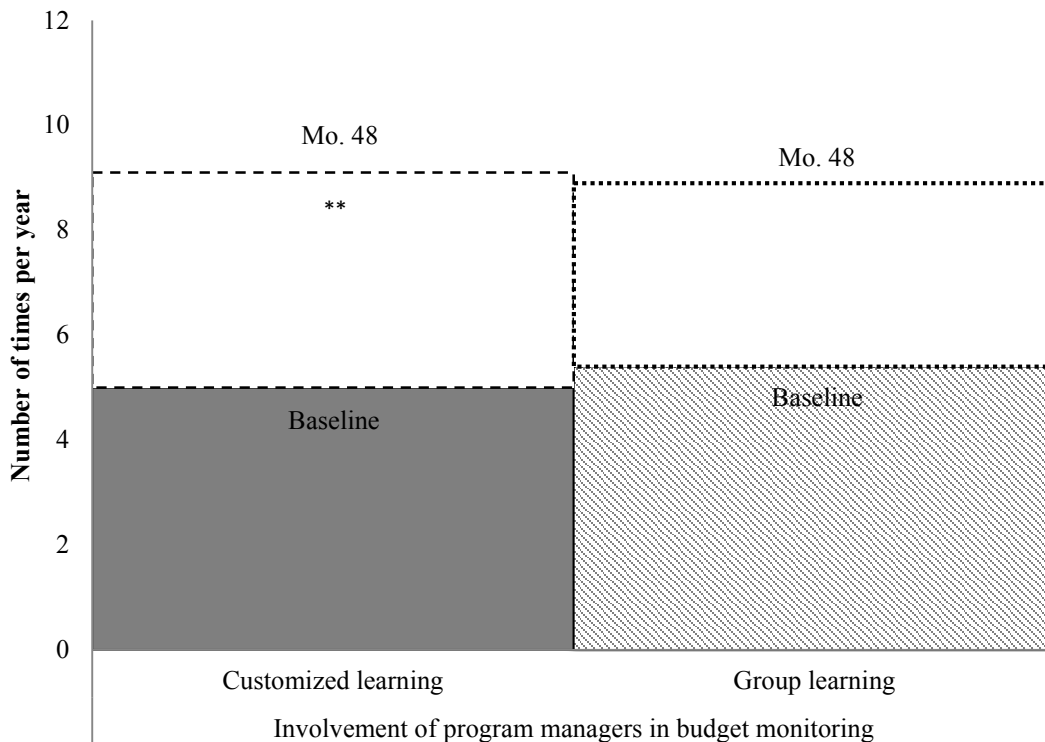 12
10
8
6
4
2
0
Number of times per year
Mo. 48
Mo. 48
**
Baseline
Baseline
Customized learning
Group learning
Involvement of program managers in budget monitoring